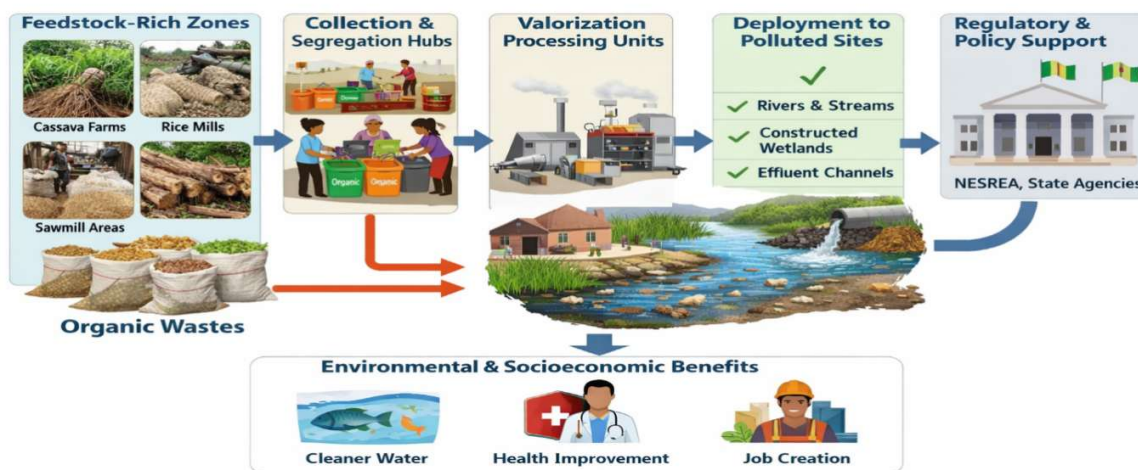 Feedstock-Rich Zones
Cassava Farms
Rice Mills
Sawmill Areas
Organic Wastes
Collection &
Segregation Hubs
Organic
Organic
Valorization
Processing Units
Deployment to
Polluted Sites
Rivers & Streams
Constructed
Wetlands
Effluent Channels
Regulatory &
Policy Support
NESREA, State Agencies
Environmental & Socioeconomic Benefits
Cleaner Water
Health Improvement
Job Creation